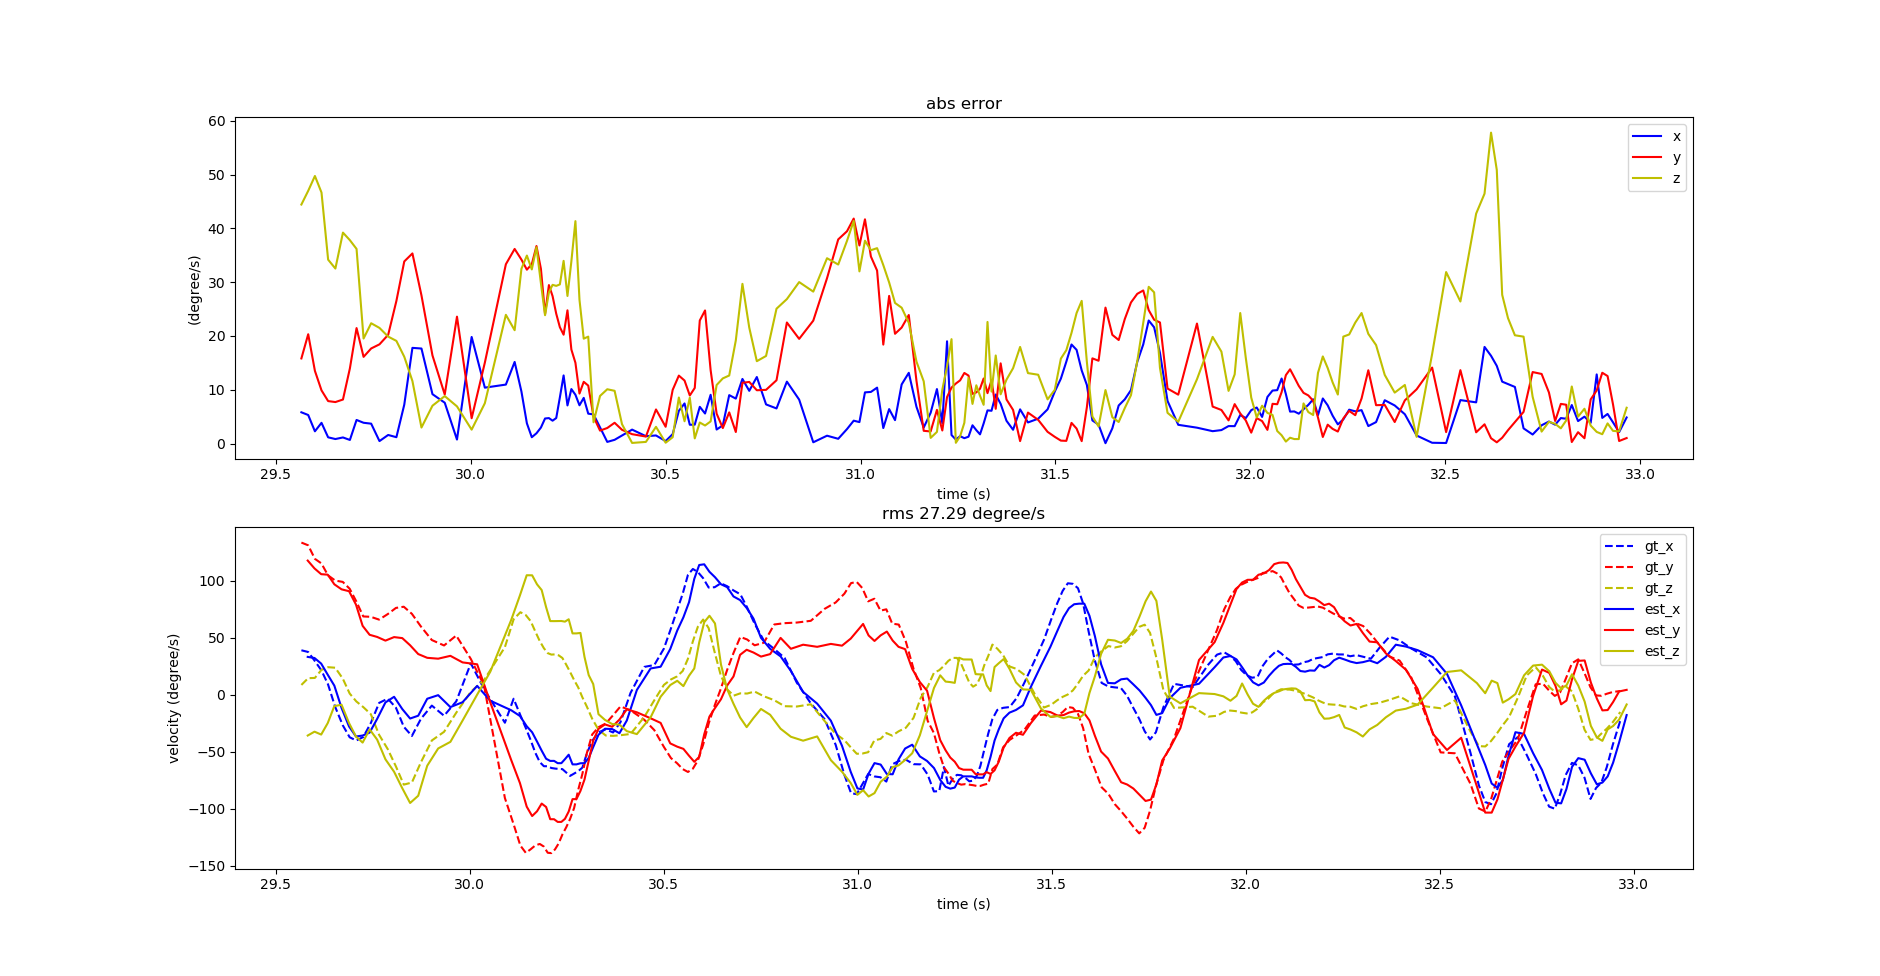 abs error
60
50
40
30
20
10
0
(degree/s)
x
y
z
29.5 30.0 30.5 31.0 31.5 32.0 32.5 33.0
time (s)
rms 27.29 degree/s
100
50
0
−50
−100
−150
velocity (degree/s)
gt_x
gt_y
gt_z
est_x
est_y
est_z
29.5 30.0 30.5 31.0 31.5 32.0 32.5 33.0
time (s)